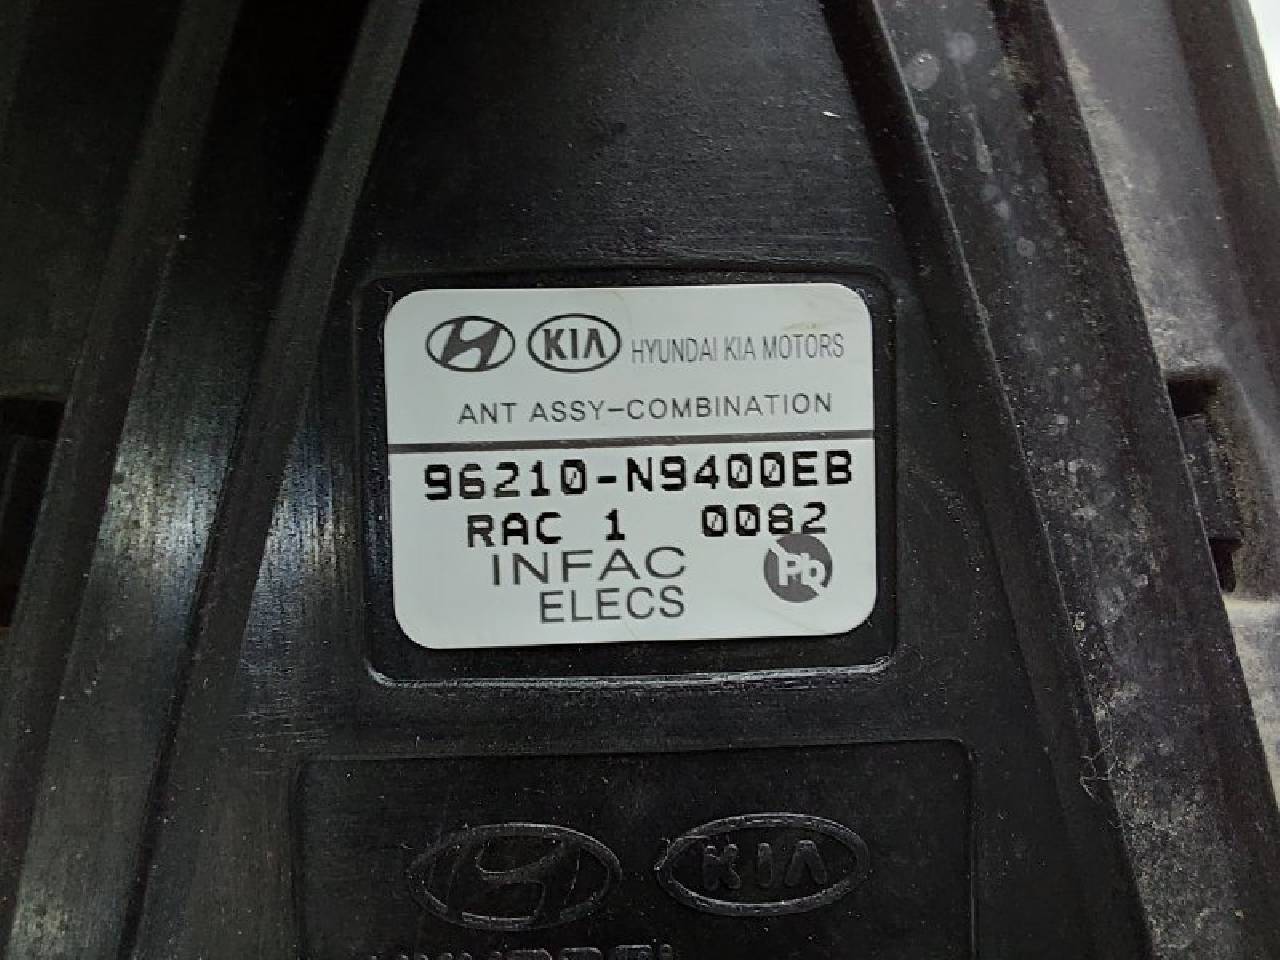 KIA HYUNDAI KIA MOTORS
ANT ASSY-COMBINATION
96210-N9400EB
RAC 1 0082
INFAC
ELECS
Pb
KIA